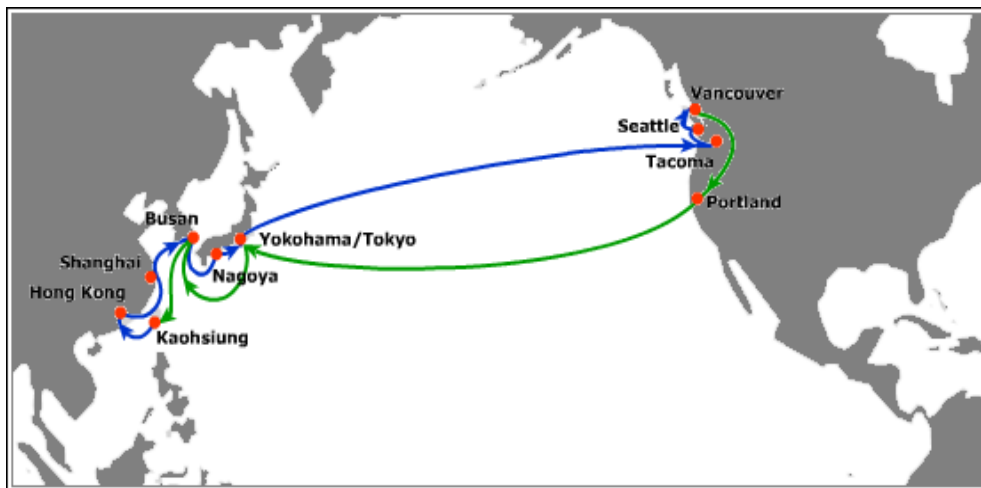 Vancouver
Seattle
Tacoma
Portland
Busan
Yokohama/Tokyo
Shanghai
Nagoya
Hong Kong
Kaohsiung